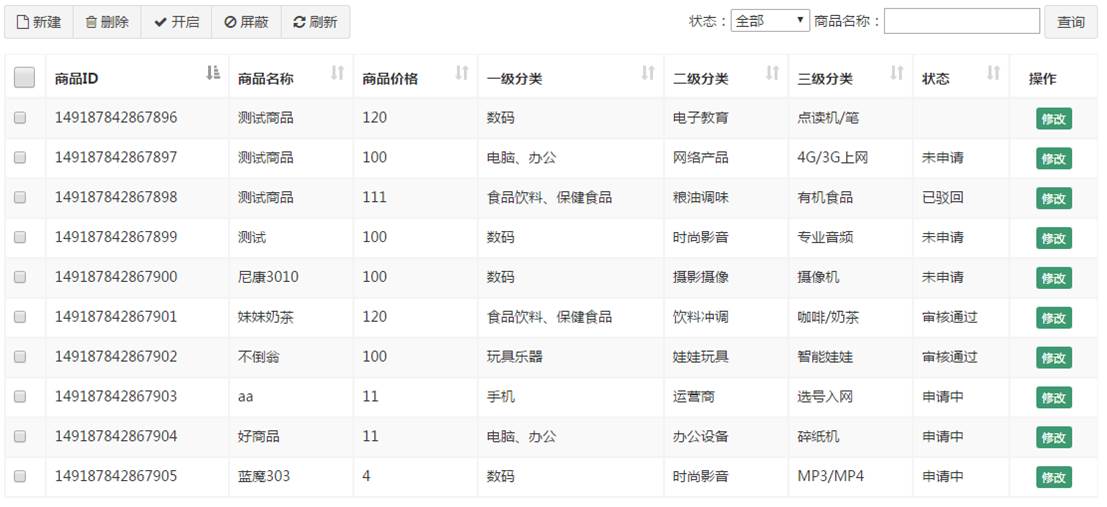 新建 删除 开启 屏蔽 刷新 状态：全部 商品名称： 查询
商品ID 商品名称 商品价格 一级分类 二级分类 三级分类 状态 操作
149187842867896 测试商品 120 数码 电子教育 点读机/笔 修改
149187842867897 测试商品 100 电脑、办公 网络产品 4G/3G上网 未申请 修改
149187842867898 测试商品 111 食品饮料、保健食品 粮油调味 有机食品 已驳回 修改
149187842867899 测试 100 数码 时尚影音 专业音频 未申请 修改
149187842867900 尼康3010 100 数码 摄影摄像 摄像机 未申请 修改
149187842867901 妹妹奶茶 120 食品饮料、保健食品 饮料冲调 咖啡/奶茶 审核通过 修改
149187842867902 不倒翁 100 玩具乐器 娃娃玩具 智能娃娃 审核通过 修改
149187842867903 aa 11 手机 运营商 选号入网 申请中 修改
149187842867904 好商品 11 电脑、办公 办公设备 碎纸机 申请中 修改
149187842867905 蓝魔303 4 数码 时尚影音 MP3/MP4 申请中 修改